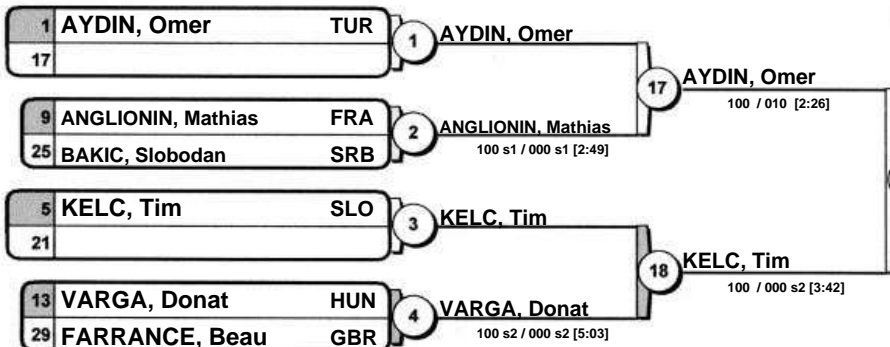 1 AYDIN, Omer TUR
17
1 AYDIN, Omer
9 ANGLIONIN, Mathias FRA
25 BAKIC, Slobodan SRB
2 ANGLIONIN, Mathias
100 s1 / 000 s1 [2:49]
17 AYDIN, Omer
100 / 010 [2:26]
5 KELC, Tim SLO
21
3 KELC, Tim
13 VARGA, Donat HUN
29 FARRANCE, Beau GBR
4 VARGA, Donat
100 s2 / 000 s2 [5:03]
18 KELC, Tim
100 / 000 s2 [3:42]